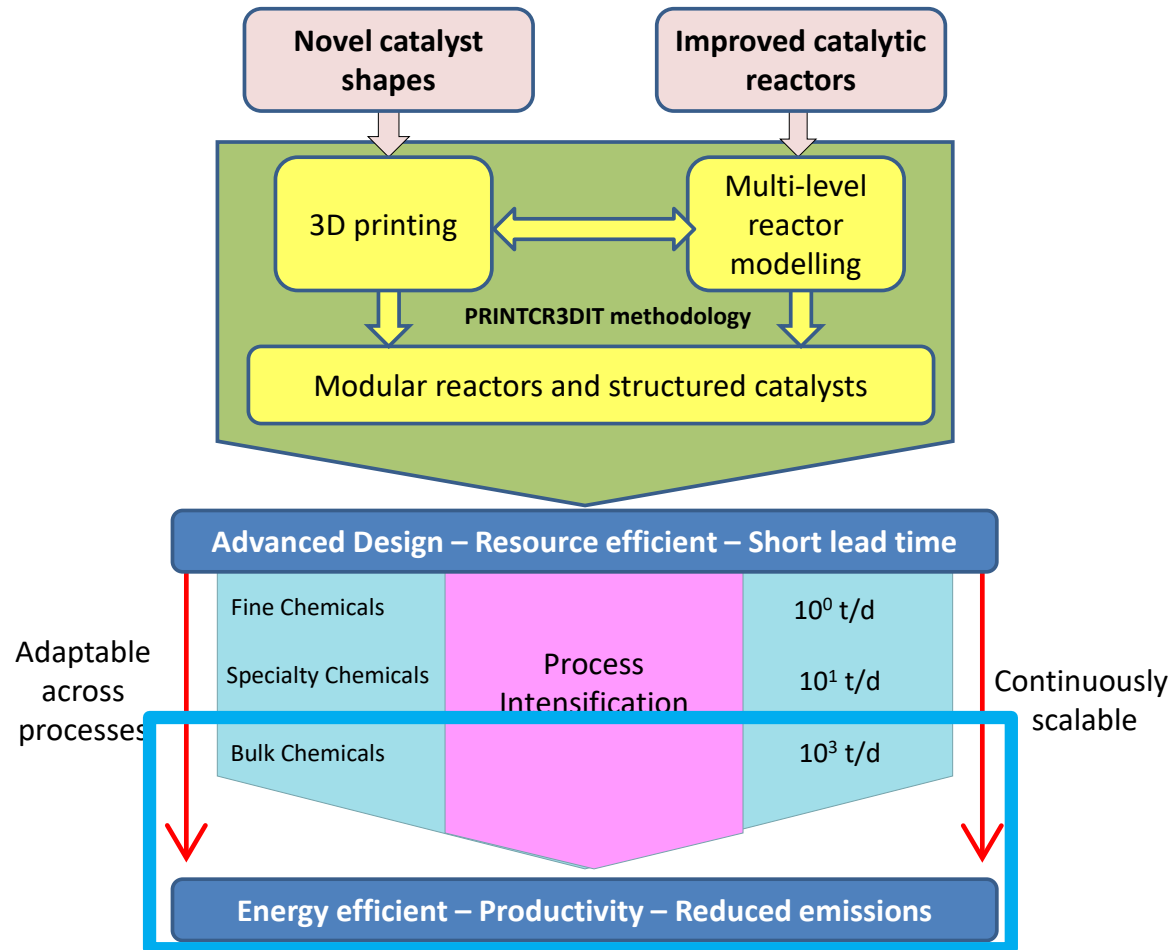 Novel catalyst
shapes
Improved catalytic
reactors
3D printing
Multi-level
reactor
modelling
PRINTCR3DIT methodology
Modular reactors and structured catalysts
Advanced Design – Resource efficient – Short lead time
Adaptable
across
processes
Fine Chemicals
Specialty Chemicals
Bulk Chemicals
Process
Intensification
10⁰ t/d
10¹ t/d
10³ t/d
Continuously
scalable
Energy efficient – Productivity – Reduced emissions